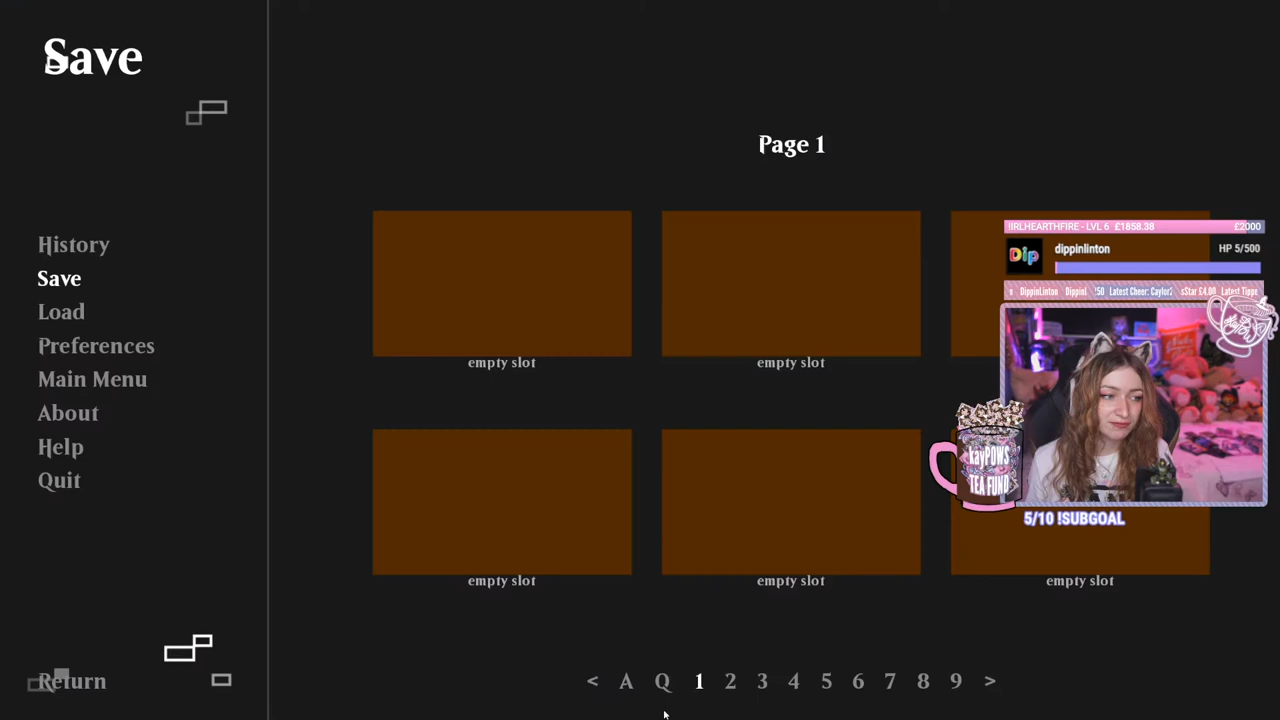 Save
Page 1
History
Save
Load
Preferences
Main Menu
About
Help
Quit
Return
empty slot
empty slot
empty slot
empty slot
empty slot
< A Q 1 2 3 4 5 6 7 8 9 >
!IRLHEARTHFIRE - LVL 6 £1858.38 £2000
Dip
dippinlinton
HP 5/500
DippinLinton Latest Cheer:
kayPOWS
TEA FUND
5/10 !SUBGOAL